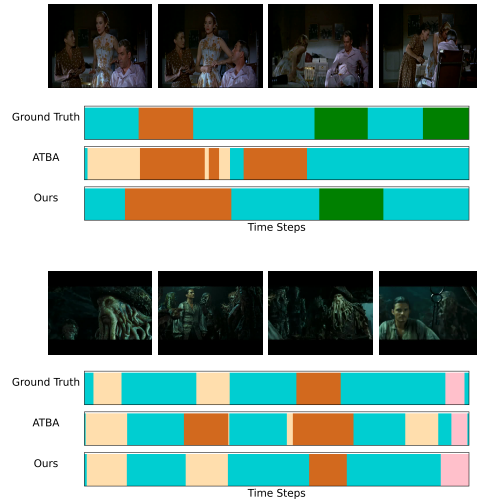 Ground Truth
ATBA
Ours
Time Steps
Ground Truth
ATBA
Ours
Time Steps